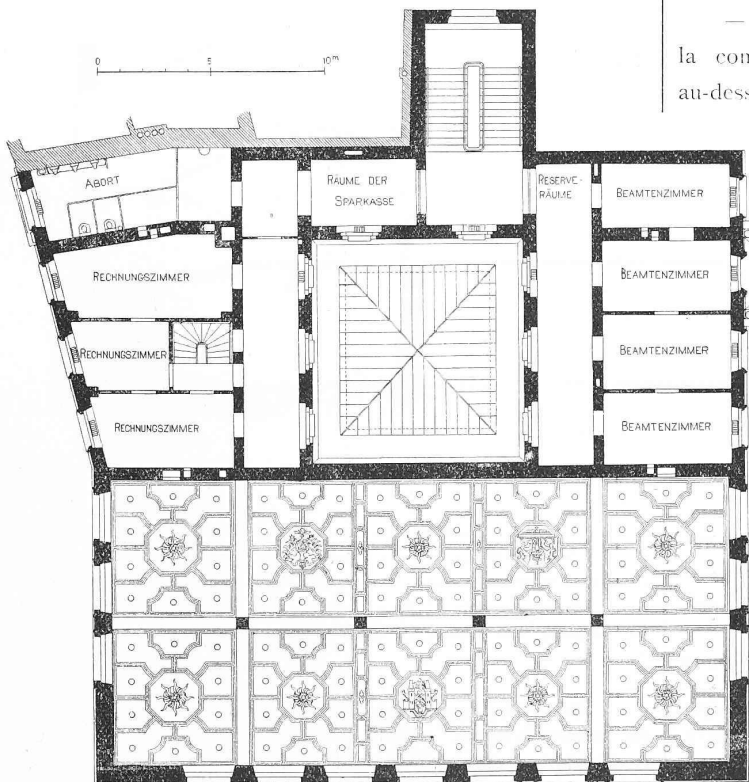 0 5 10 m
la con
au-dess
ABORT
RÄUME DER
SPARKASSE
RESERVE-
RÄUME
BEAMTENZIMMER
RECHNUNGSZIMMER
BEAMTENZIMMER
RECHNUNGSZIMMER
BEAMTENZIMMER
RECHNUNGSZIMMER
BEAMTENZIMMER